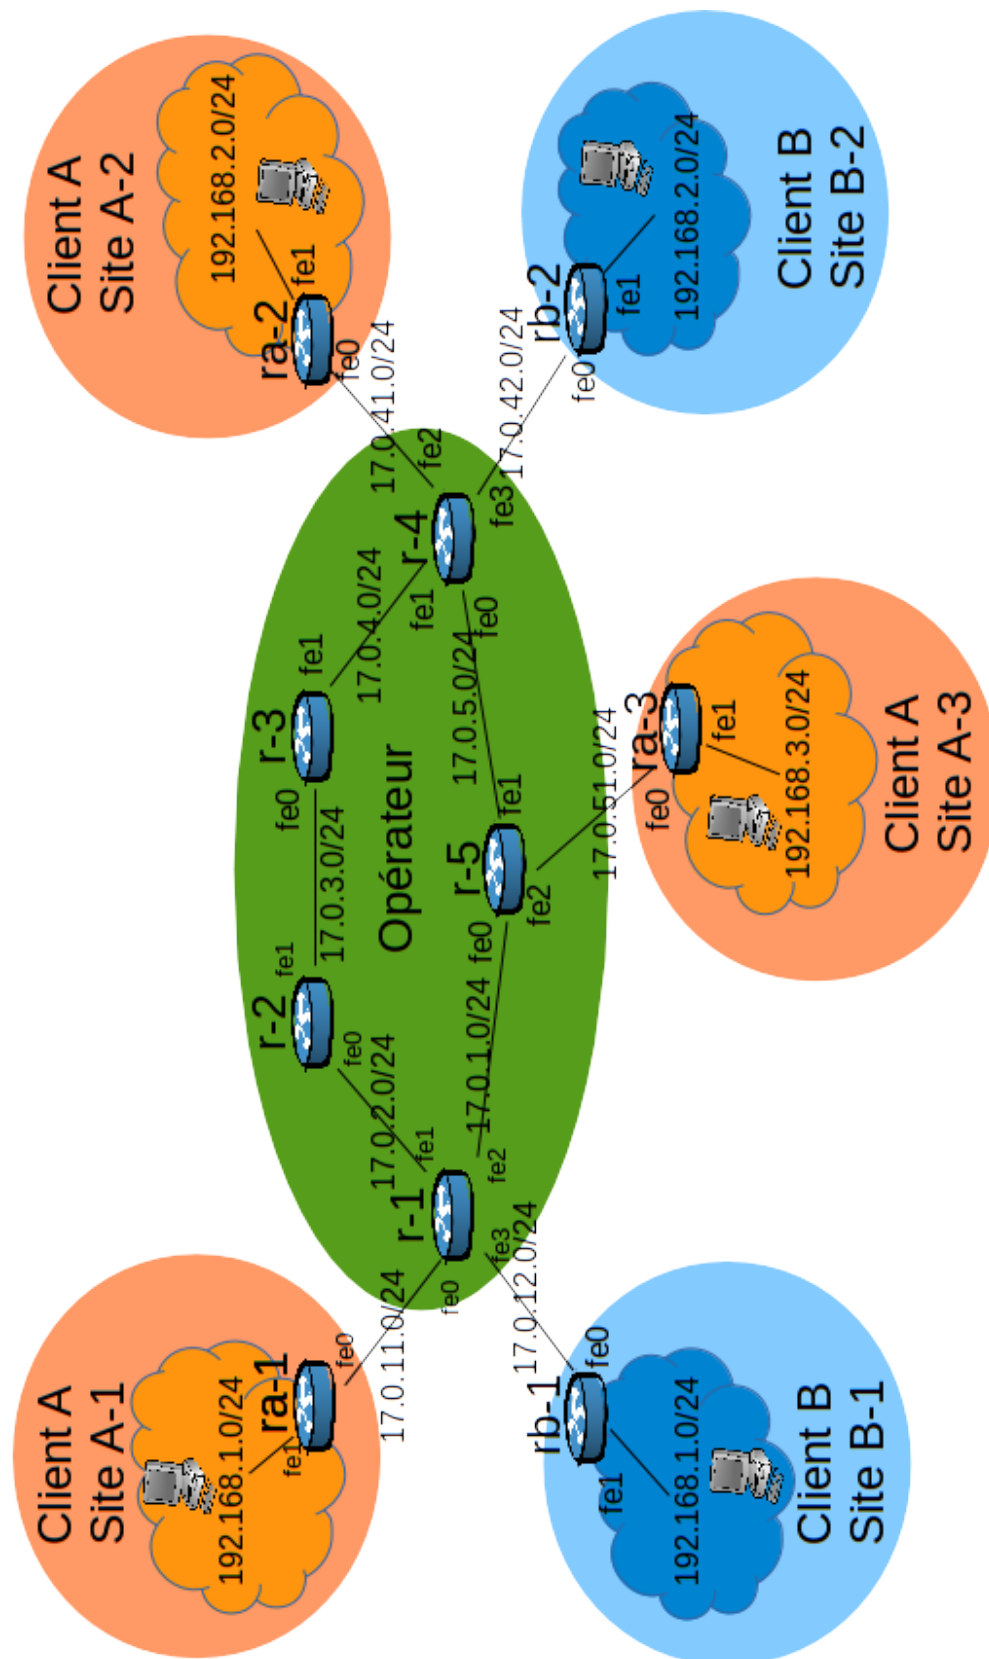 Client A
Site A-1
192.168.1.0/24
ra-1
fe1
fe0
17.0.11.0/24
Client A
Site A-2
192.168.2.0/24
ra-2
fe1
fe0
17.0.41.0/24
r-2
fe1
fe0
17.0.2.0/24
17.0.3.0/24
r-3
fe0
fe1
17.0.4.0/24
Opérateur
r-1
fe0
fe1
fe2
fe3
17.0.1.0/24
r-5
fe0
fe1
fe2
17.0.5.0/24
r-4
fe1
fe0
fe2
fe3
17.0.12.0/24
17.0.51.0/24
17.0.42.0/24
rb-1
fe0
fe1
192.168.1.0/24
Client B
Site B-1
ra-3
fe0
fe1
192.168.3.0/24
Client A
Site A-3
rb-2
fe0
fe1
192.168.2.0/24
Client B
Site B-2